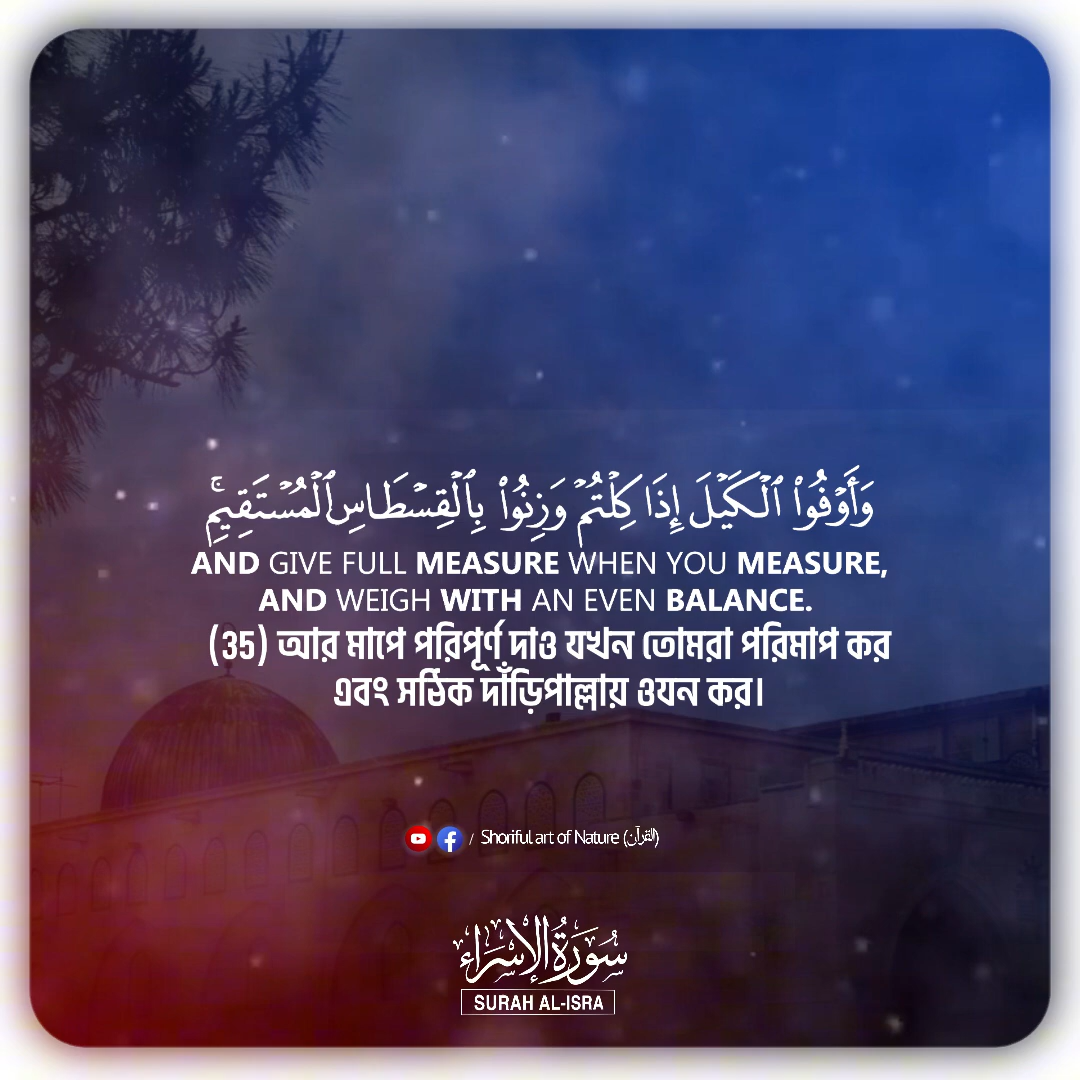 وَأَوْفُوا۟ ٱلْكَيْلَ إِذَا كِلْتُمْ وَزِنُوا۟ بِٱلْقِسْطَاسِ ٱلْمُسْتَقِيمِ ۚ
AND GIVE FULL MEASURE WHEN YOU MEASURE,
AND WEIGH WITH AN EVEN BALANCE.
(35) আর মাপে পরিপূর্ণ দাও যখন তোমরা পরিমাপ কর
এবং সঠিক দাঁড়িপাল্লায় ওযন কর।
/ Shoriful art of Nature (القرآن)
سُورَةُ الإِسْرَاء
SURAH AL-ISRA